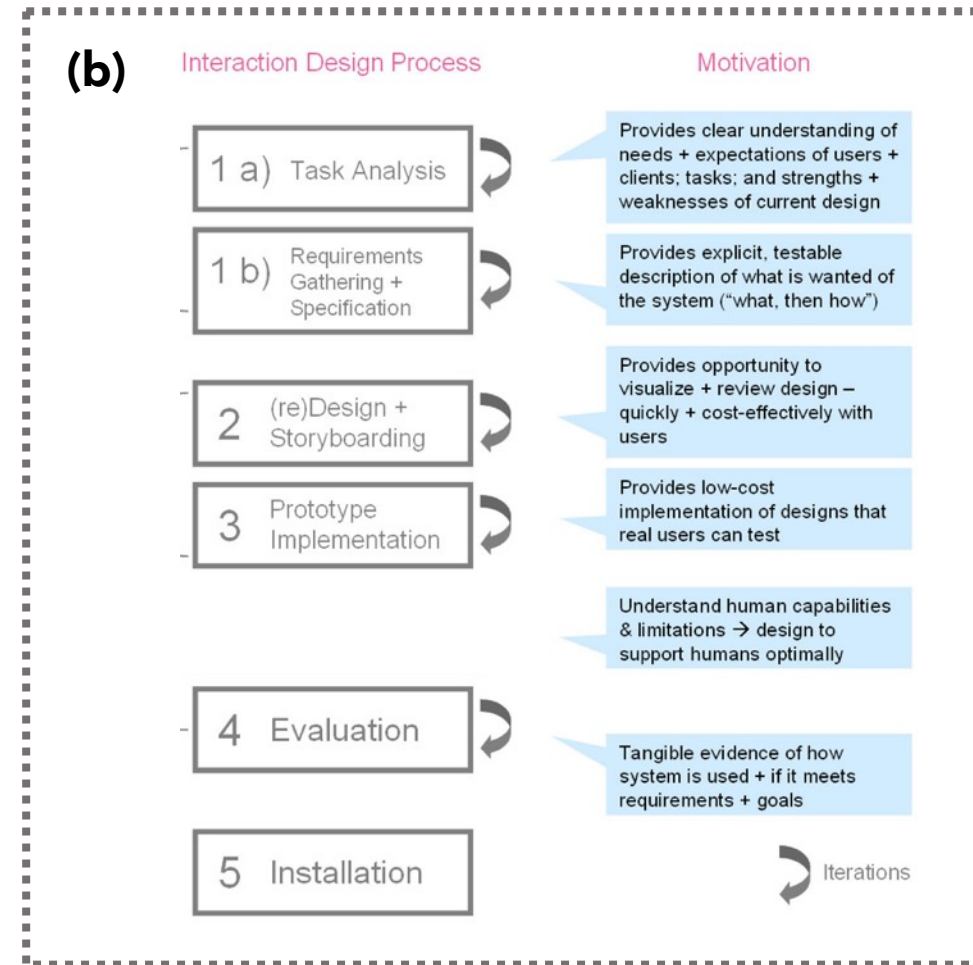 (b)
Interaction Design Process
Motivation
1 a) Task Analysis
Provides clear understanding of
needs + expectations of users +
clients; tasks; and strengths +
weaknesses of current design
1 b) Requirements
Gathering +
Specification
Provides explicit, testable
description of what is wanted of
the system (“what, then how”)
2 (re)Design +
Storyboarding
Provides opportunity to
visualize + review design –
quickly + cost-effectively with
users
3 Prototype
Implementation
Provides low-cost
implementation of designs that
real users can test
Understand human capabilities
& limitations → design to
support humans optimally
4 Evaluation
Tangible evidence of how
system is used + if it meets
requirements + goals
5 Installation
Iterations